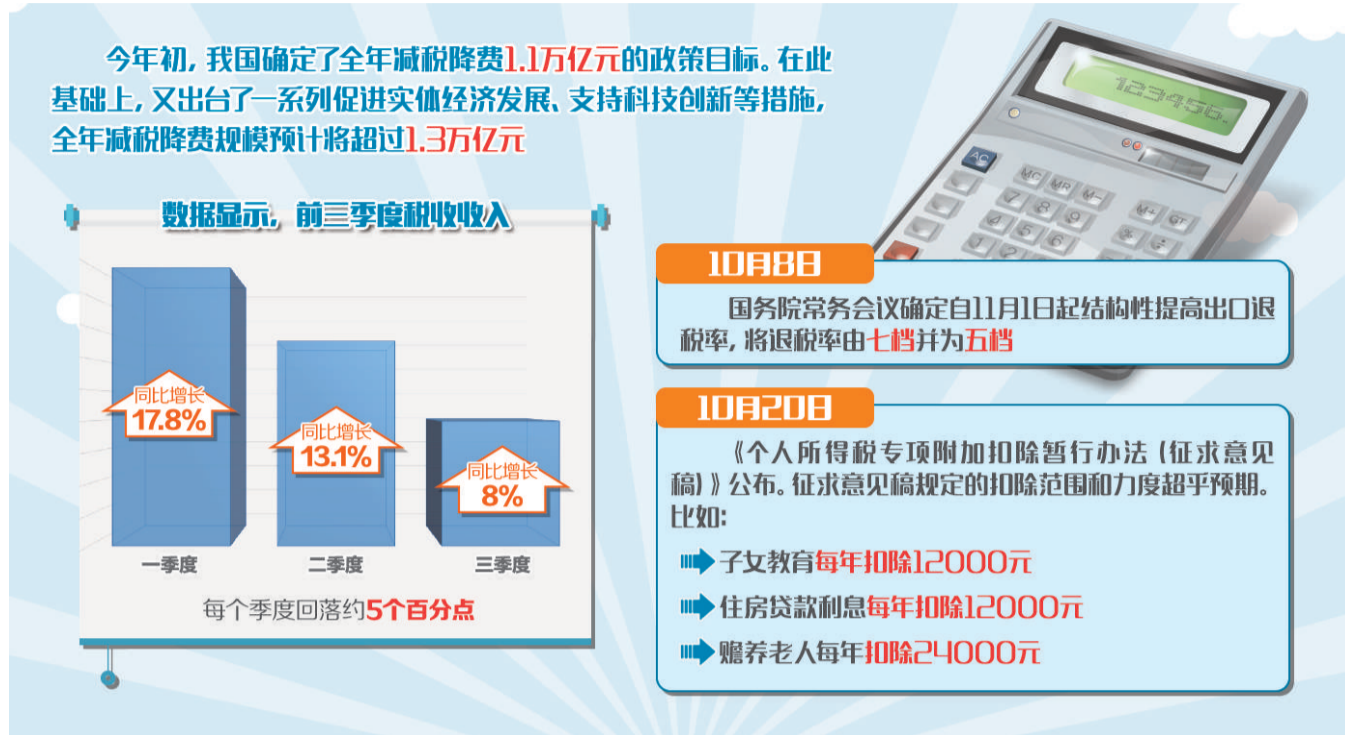 今年初，我国确定了全年减税降费1.1万亿元的政策目标。在此
基础上，又出台了一系列促进实体经济发展、支持科技创新等措施，
全年减税降费规模预计将超过1.3万亿元
数据显示，前三季度税收收入
同比增长
17.8%
同比增长
13.1%
同比增长
8%
一季度
二季度
三季度
每个季度回落约5个百分点
123456.
AC
MC MR M-
M+ GT
7 8 9
4 5 6
10月8日
国务院常务会议确定自11月1日起结构性提高出口退
税率，将退税率由七档并为五档
10月20日
《个人所得税专项附加扣除暂行办法（征求意见
稿）》公布。征求意见稿规定的扣除范围和力度超乎预期。
比如：
子女教育每年扣除12000元
住房贷款利息每年扣除12000元
赡养老人每年扣除24000元